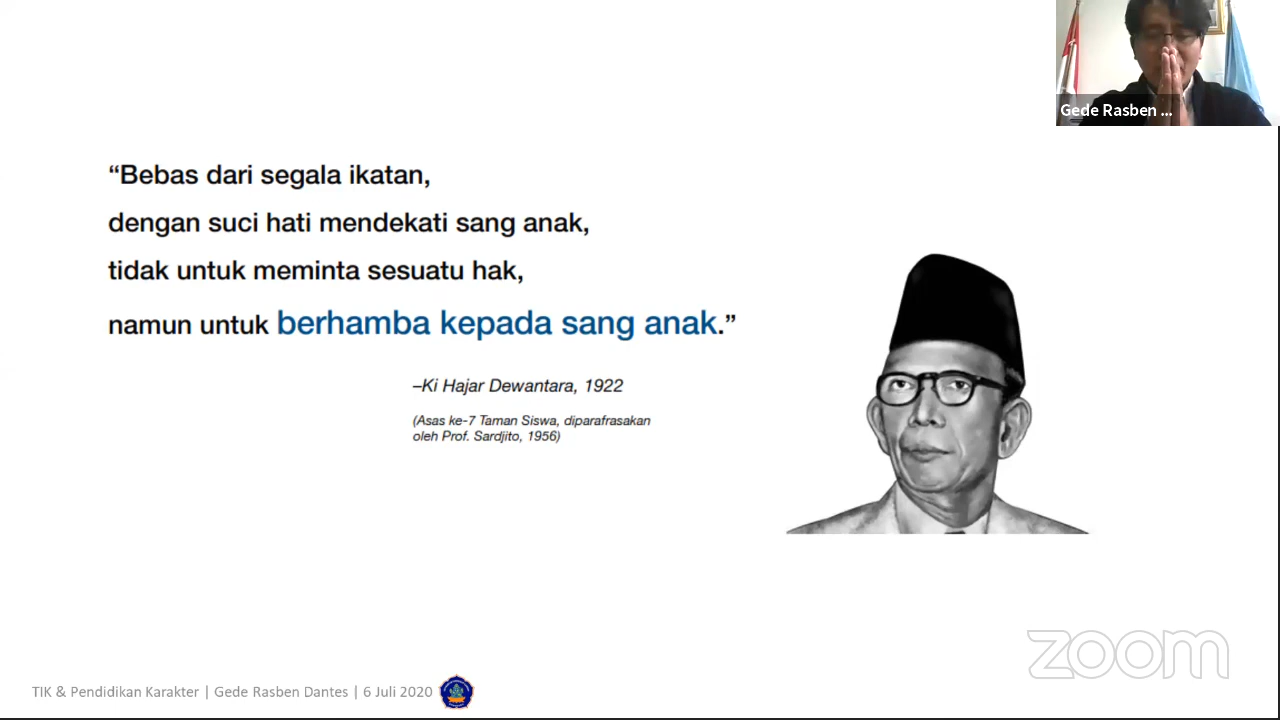 Gede Rasben ...
“Bebas dari segala ikatan,
dengan suci hati mendekati sang anak,
tidak untuk meminta sesuatu hak,
namun untuk berhamba kepada sang anak.”
–Ki Hajar Dewantara, 1922
(Asas ke-7 Taman Siswa, diparafrasakan
oleh Prof. Sardjito, 1956)
zoom
TIK & Pendidikan Karakter | Gede Rasben Dantes | 6 Juli 2020